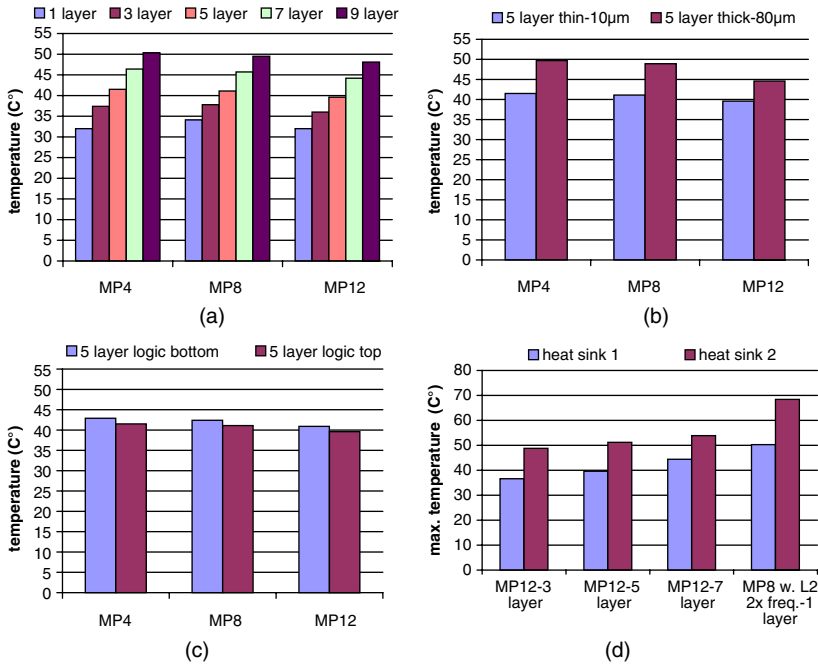 1 layer 3 layer 5 layer 7 layer 9 layer
temperature (C°)
55
50
45
40
35
30
25
20
15
10
5
0
MP4 MP8 MP12
(a)
5 layer thin-10µm 5 layer thick-80µm
temperature (C°)
55
50
45
40
35
30
25
20
15
10
5
0
MP4 MP8 MP12
(b)
5 layer logic bottom 5 layer logic top
temperature (C°)
55
50
45
40
35
30
25
20
15
10
5
0
MP4 MP8 MP12
(c)
heat sink 1 heat sink 2
max. temperature (C°)
80
70
60
50
40
30
20
10
0
MP12-3 layer
MP12-5 layer
MP12-7 layer
MP8 w. L2 2x freq.-1 layer
(d)